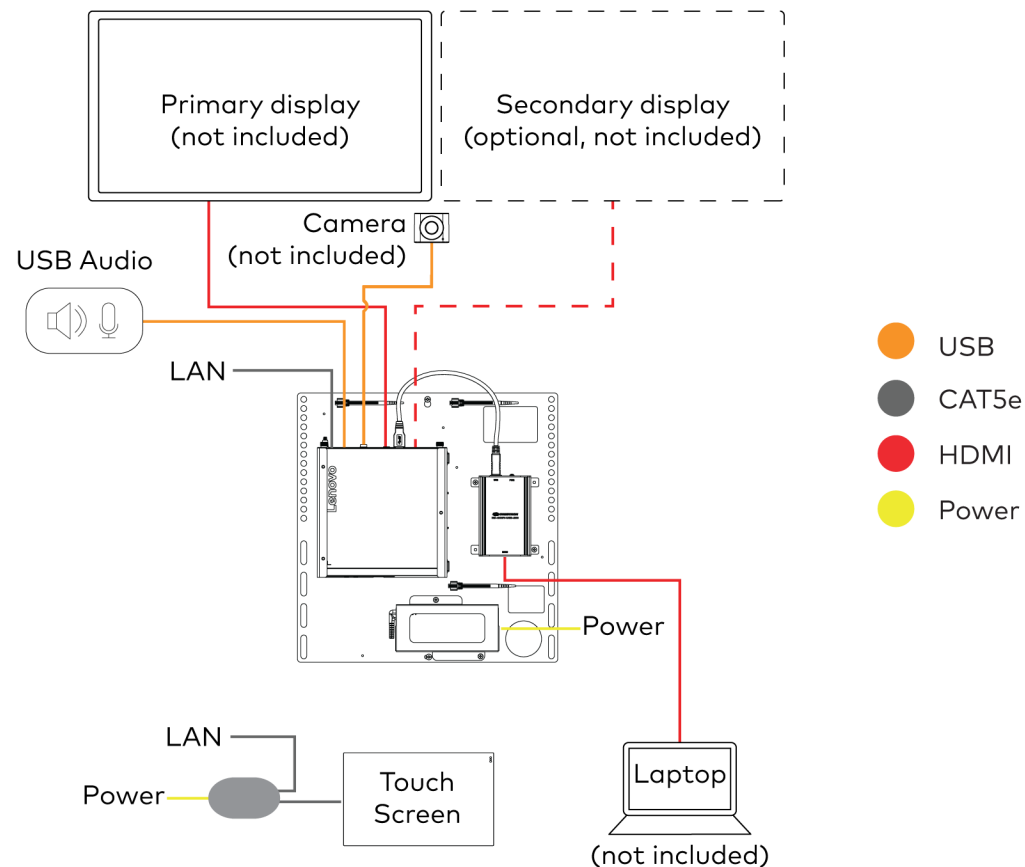 Primary display
(not included)
Secondary display
(optional, not included)
Camera
(not included)
USB Audio
LAN
USB
CAT5e
HDMI
Power
Lenovo
Power
LAN
Power
Touch
Screen
Laptop
(not included)